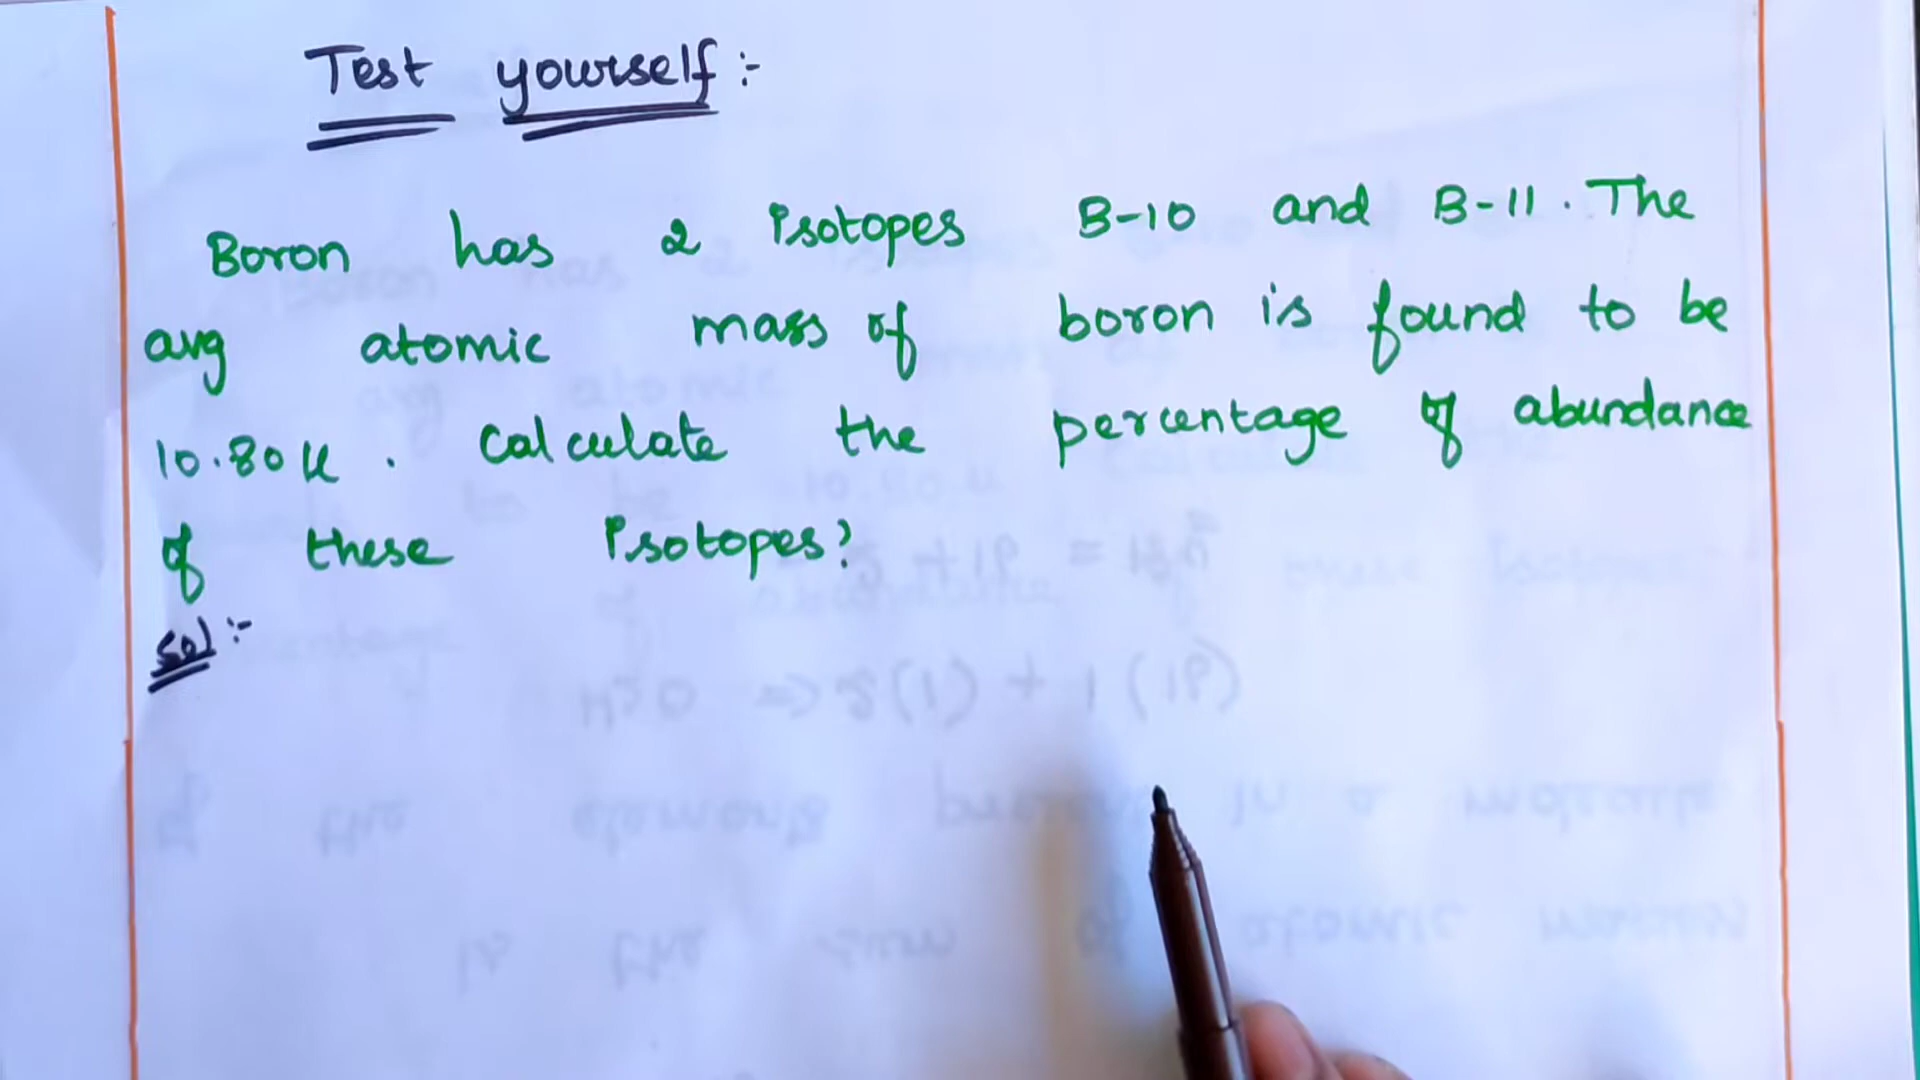 Test yourself :-
Boron has 2 isotopes B-10 and B-11. The
avg atomic mass of boron is found to be
10.80 u. Calculate the percentage of abundance
of these isotopes?
Sol :-